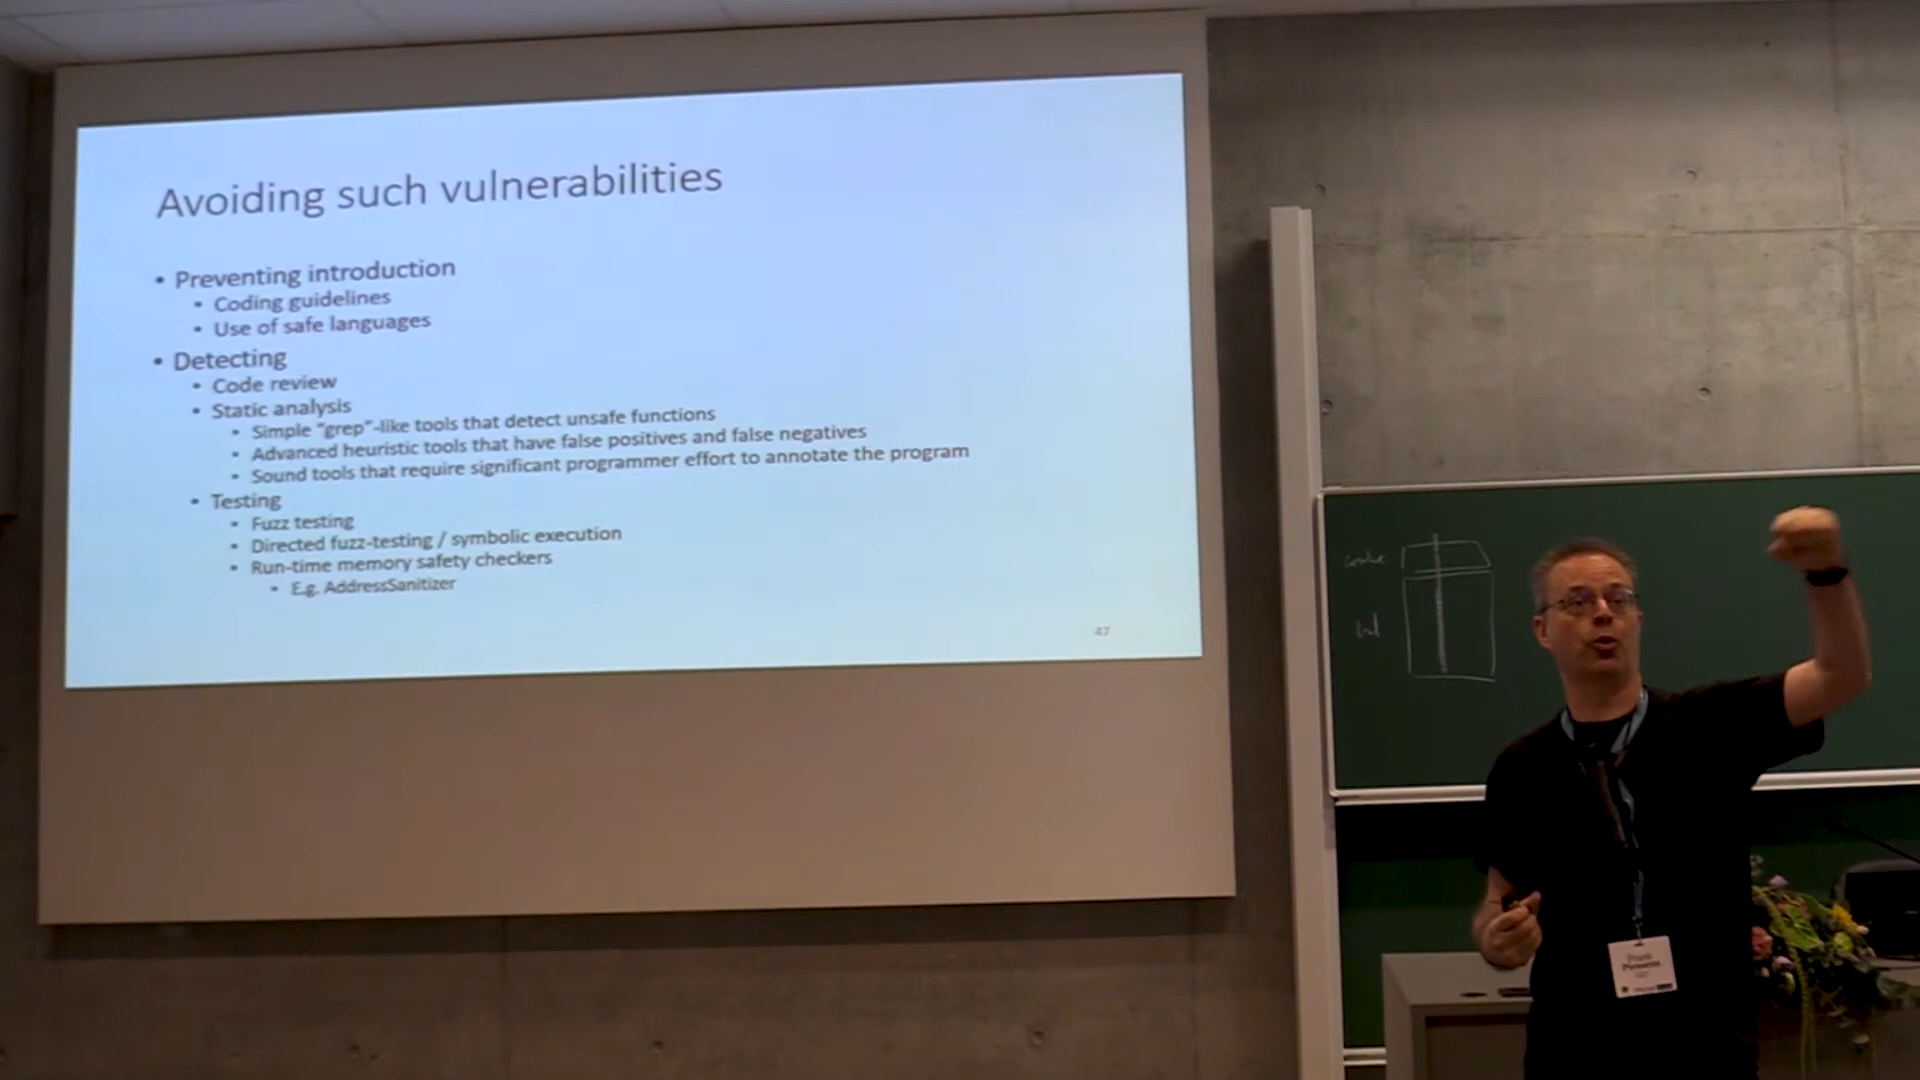 Avoiding such vulnerabilities
• Preventing introduction
• Coding guidelines
• Use of safe languages
• Detecting
• Code review
• Static analysis
• Simple "grep"-like tools that detect unsafe functions
• Advanced heuristic tools that have false positives and false negatives
• Sound tools that require significant programmer effort to annotate the program
• Testing
• Fuzz testing
• Directed fuzz-testing / symbolic execution
• Run-time memory safety checkers
• E.g. AddressSanitizer
47
Frank